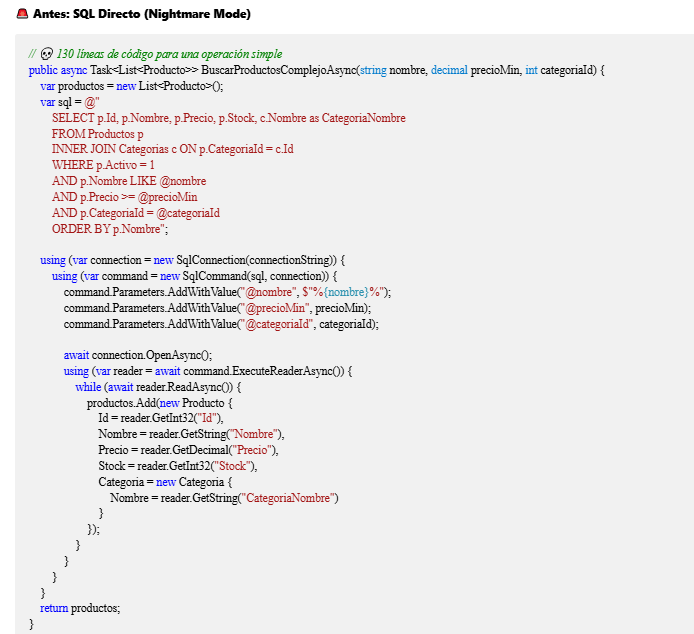 🚨 Antes: SQL Directo (Nightmare Mode)
// 💀 130 líneas de código para una operación simple
public async Task<List<Producto>> BuscarProductosComplejoAsync(string nombre, decimal precioMin, int categoriaId) {
    var productos = new List<Producto>();
    var sql = @"
        SELECT p.Id, p.Nombre, p.Precio, p.Stock, c.Nombre as CategoriaNombre
        FROM Productos p
        INNER JOIN Categorias c ON p.CategoriaId = c.Id
        WHERE p.Activo = 1
        AND p.Nombre LIKE @nombre
        AND p.Precio >= @precioMin
        AND p.CategoriaId = @categoriaId
        ORDER BY p.Nombre";
    using (var connection = new SqlConnection(connectionString)) {
        using (var command = new SqlCommand(sql, connection)) {
            command.Parameters.AddWithValue("@nombre", $"%{nombre}%");
            command.Parameters.AddWithValue("@precioMin", precioMin);
            command.Parameters.AddWithValue("@categoriaId", categoriaId);
            await connection.OpenAsync();
            using (var reader = await command.ExecuteReaderAsync()) {
                while (await reader.ReadAsync()) {
                    productos.Add(new Producto {
                        Id = reader.GetInt32("Id"),
                        Nombre = reader.GetString("Nombre"),
                        Precio = reader.GetDecimal("Precio"),
                        Stock = reader.GetInt32("Stock"),
                        Categoria = new Categoria {
                            Nombre = reader.GetString("CategoriaNombre")
                        }
                    });
                }
            }
        }
    }
    return productos;
}